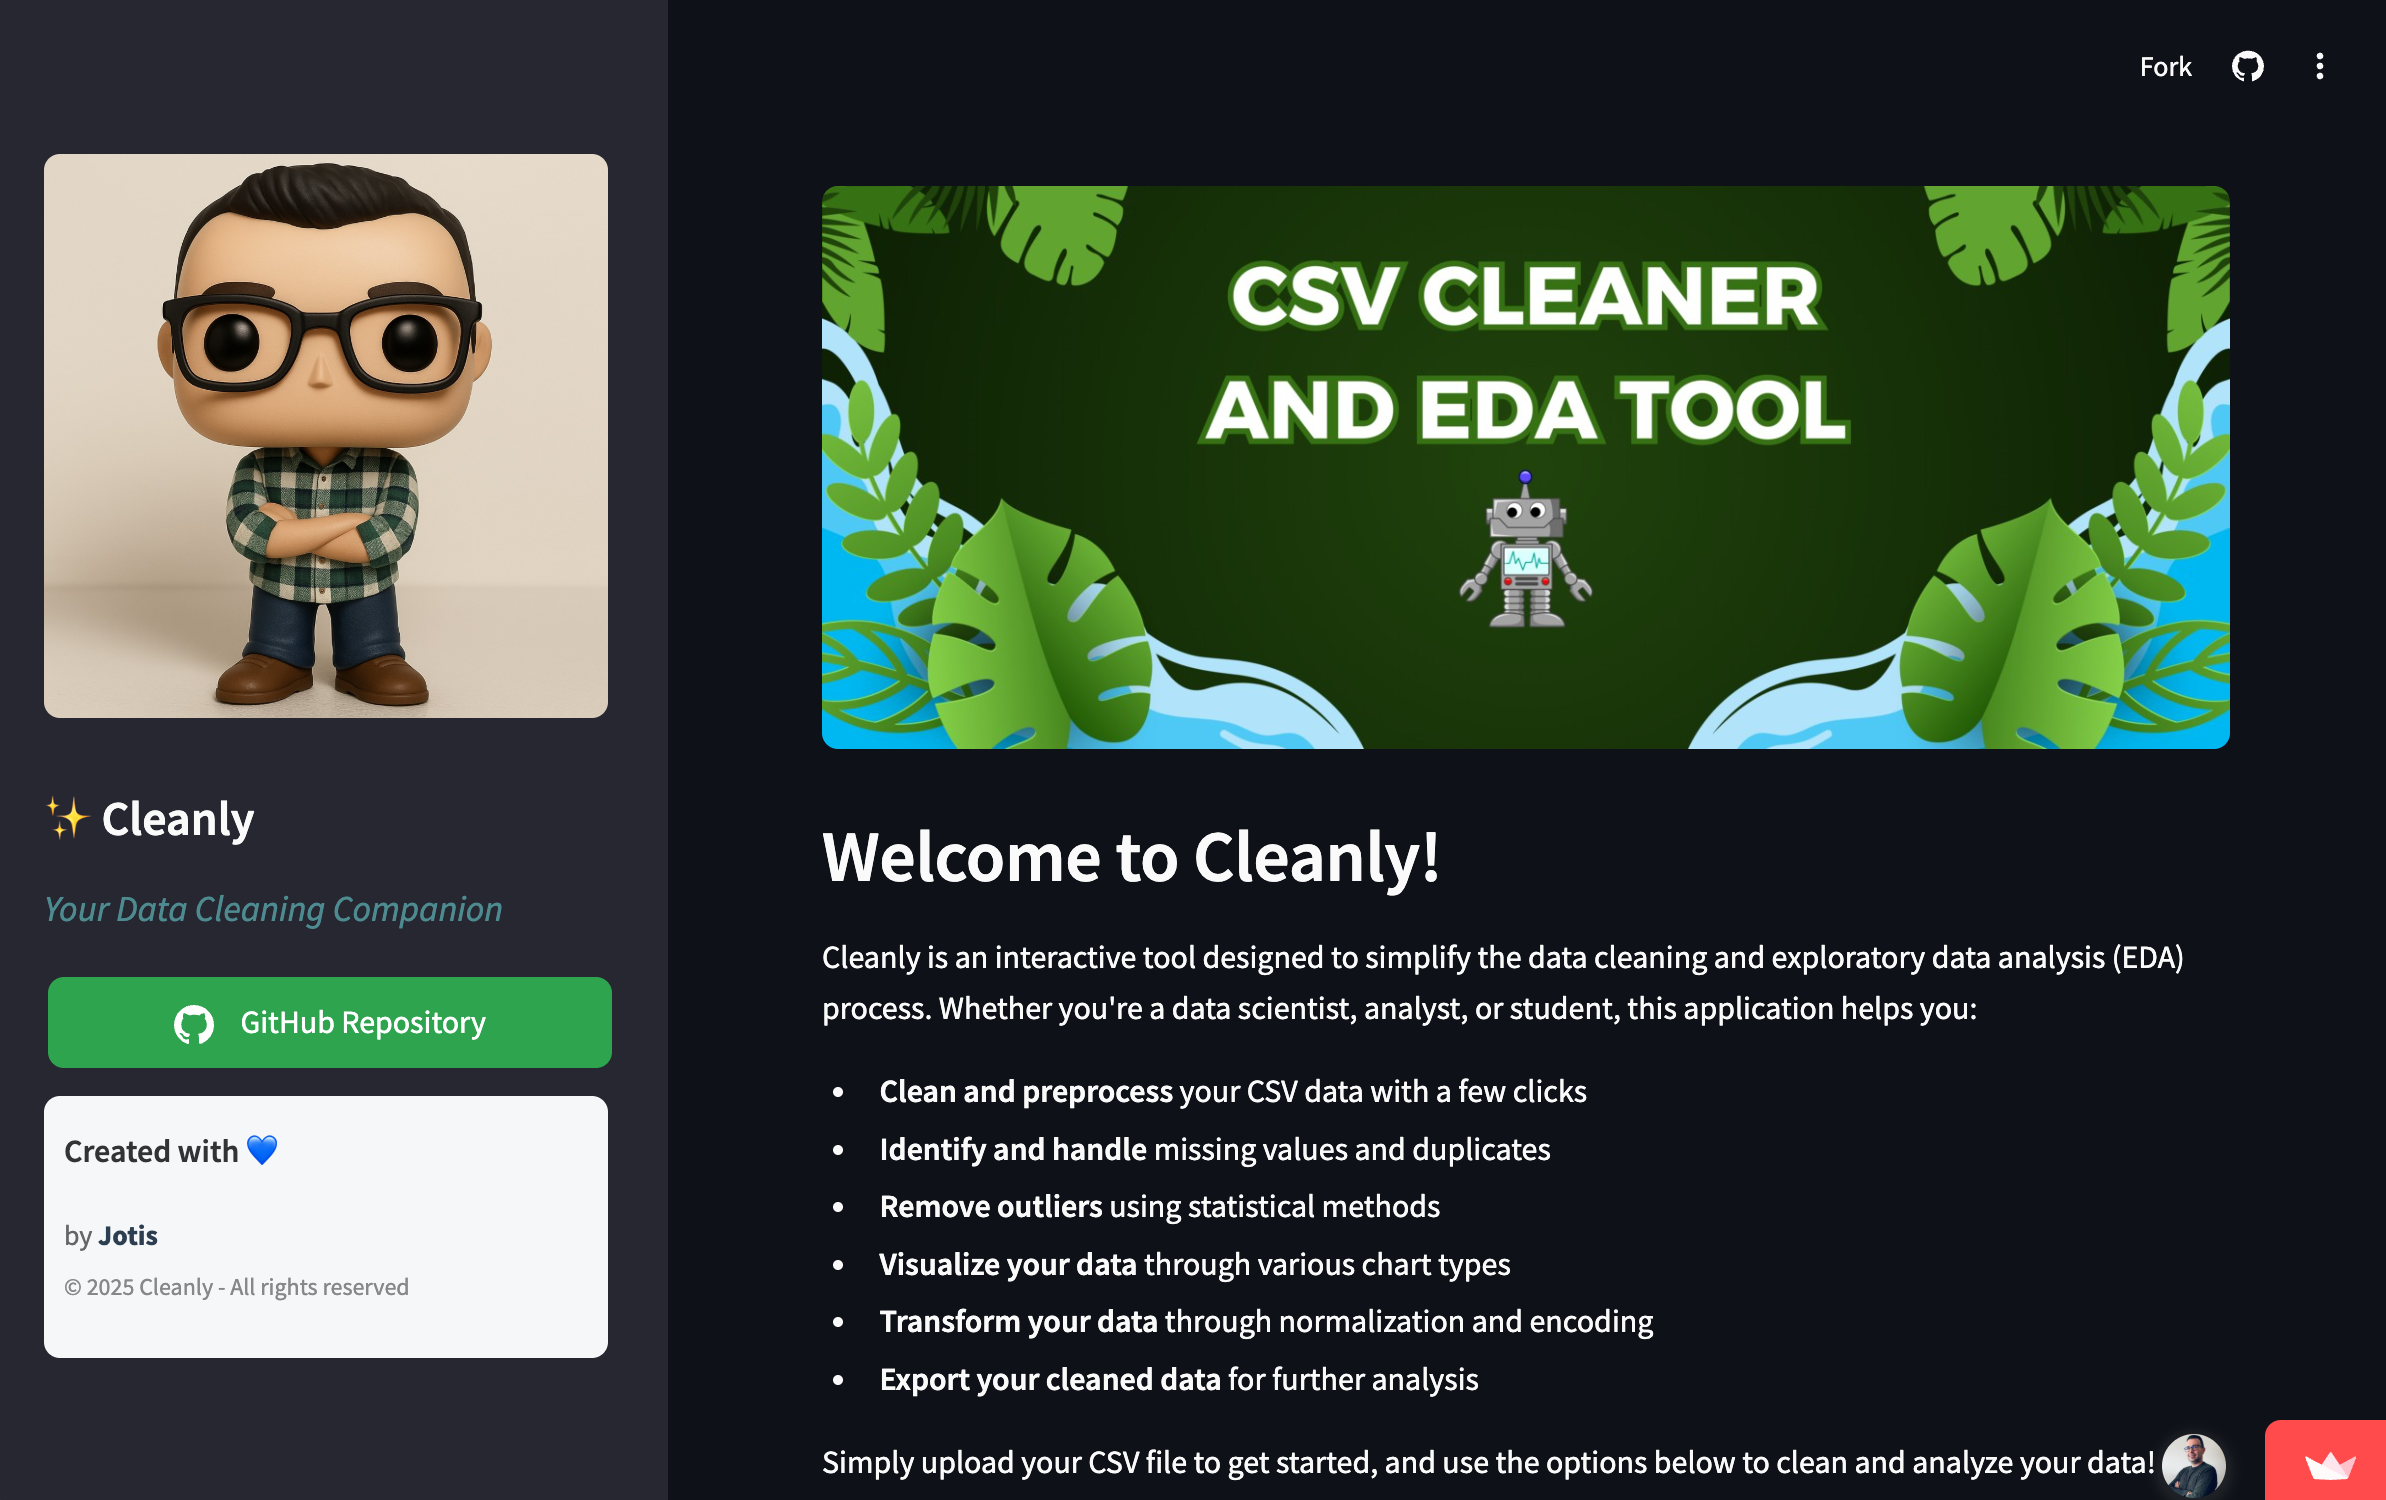 Fork
CSV CLEANER
AND EDA TOOL
✨ Cleanly
Your Data Cleaning Companion
GitHub Repository
Created with 💙
by Jotis
© 2025 Cleanly - All rights reserved
Welcome to Cleanly!
Cleanly is an interactive tool designed to simplify the data cleaning and exploratory data analysis (EDA)
process. Whether you're a data scientist, analyst, or student, this application helps you:
• Clean and preprocess your CSV data with a few clicks
• Identify and handle missing values and duplicates
• Remove outliers using statistical methods
• Visualize your data through various chart types
• Transform your data through normalization and encoding
• Export your cleaned data for further analysis
Simply upload your CSV file to get started, and use the options below to clean and analyze your data!